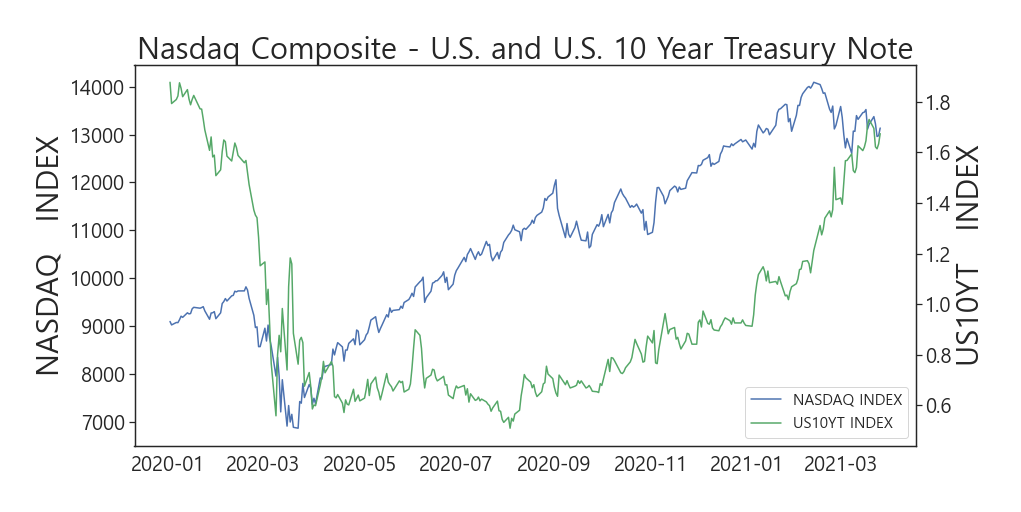 Nasdaq Composite - U.S. and U.S. 10 Year Treasury Note
NASDAQ INDEX
14000
13000
12000
11000
10000
9000
8000
7000
1.8
1.6
1.4
1.2
1.0
0.8
0.6
US10YT INDEX
NASDAQ INDEX
US10YT INDEX
2020-01 2020-03 2020-05 2020-07 2020-09 2020-11 2021-01 2021-03